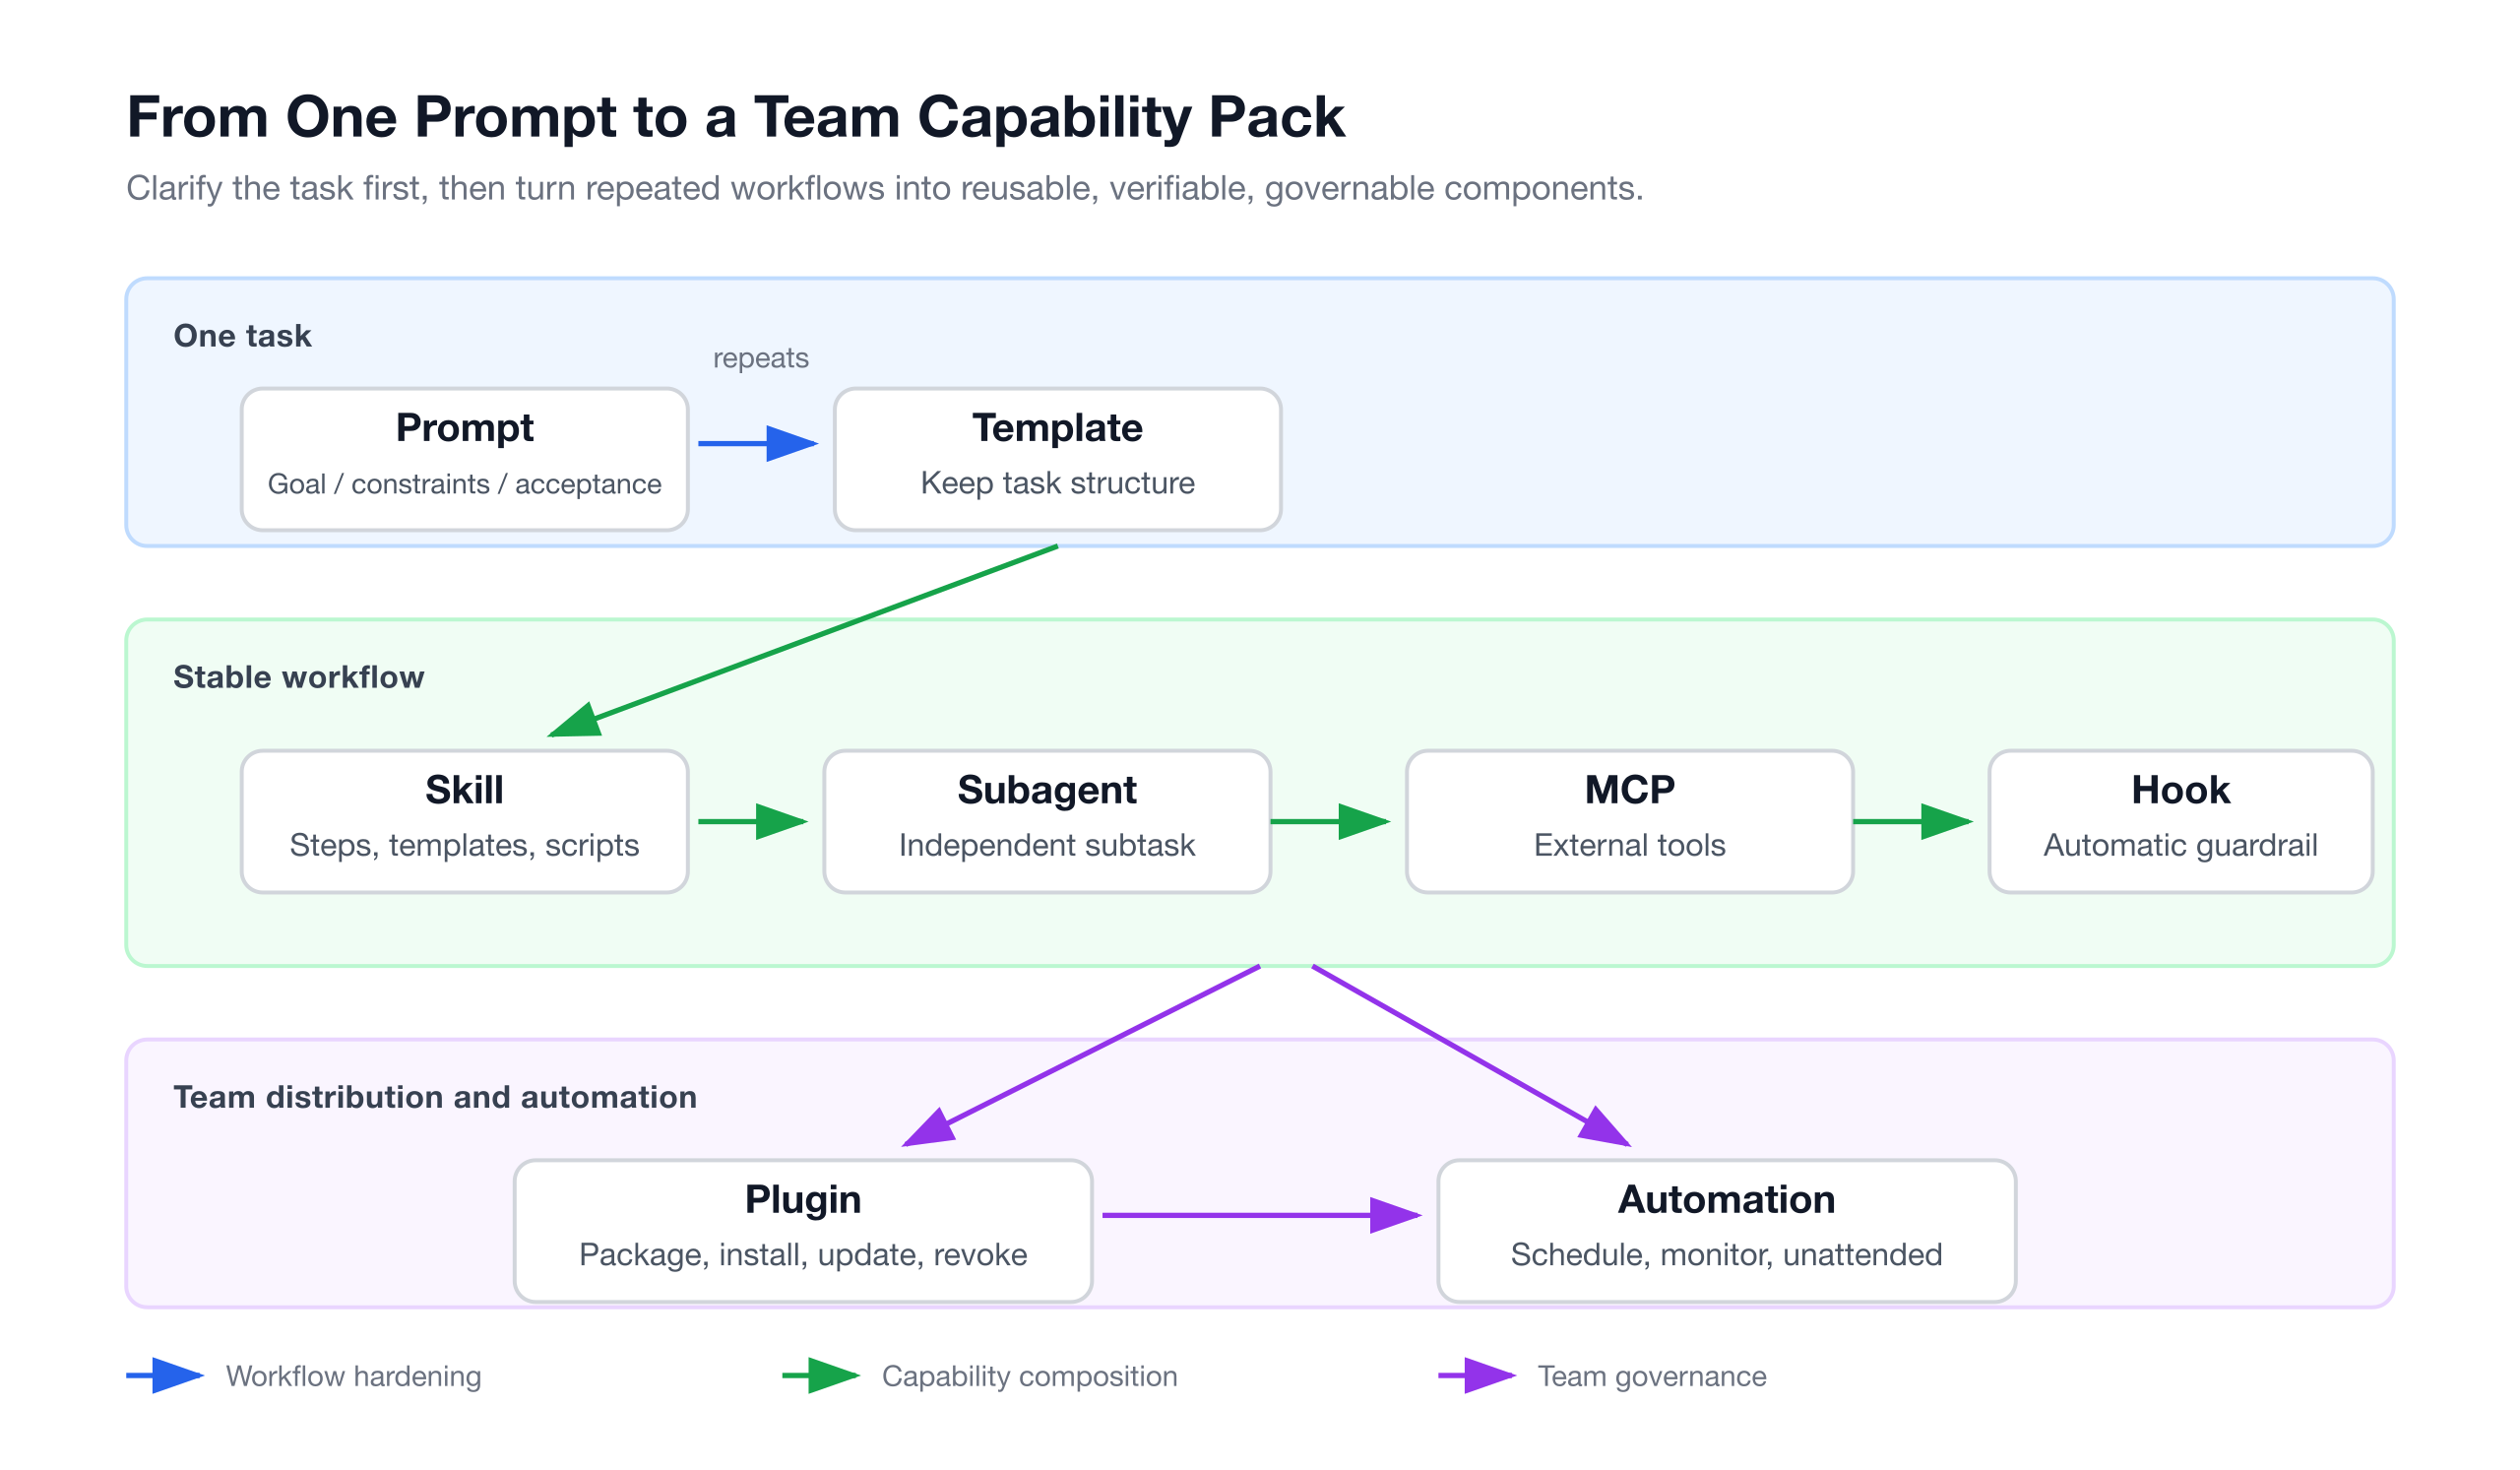 From One Prompt to a Team Capability Pack
Clarify the task first, then turn repeated workflows into reusable, verifiable, governable components.
One task
repeats
Prompt
Goal / constraints / acceptance
Template
Keep task structure
Stable workflow
Skill
Steps, templates, scripts
Subagent
Independent subtask
MCP
External tools
Hook
Automatic guardrail
Team distribution and automation
Plugin
Package, install, update, revoke
Automation
Schedule, monitor, unattended
Workflow hardening
Capability composition
Team governance